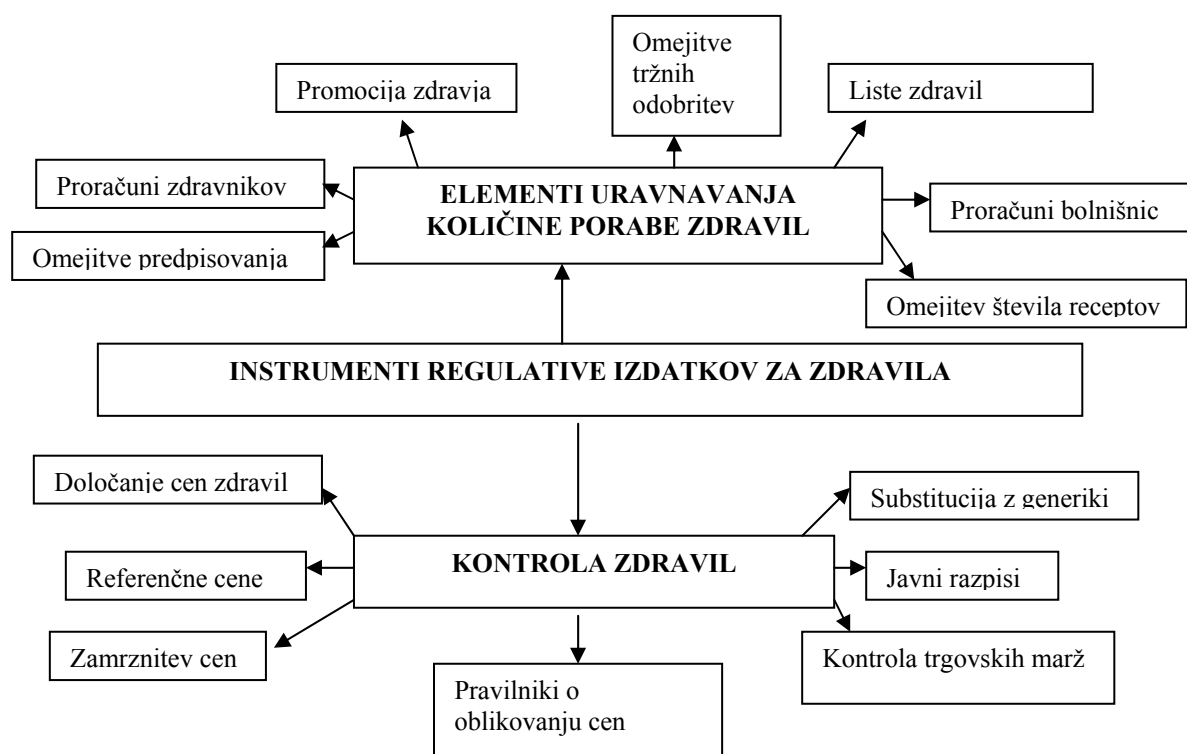 Omejitve
tržnih
odobritev
Promocija zdravja
Liste zdravil
Proračuni zdravnikov
ELEMENTI URAVNAVANJA
KOLIČINE PORABE ZDRAVIL
Proračuni bolnišnic
Omejitve predpisovanja
Omejitev števila receptov
INSTRUMENTI REGULATIVE IZDATKOV ZA ZDRAVILA
Določanje cen zdravil
Substitucija z generiki
Referenčne cene
KONTROLA ZDRAVIL
Javni razpisi
Zamrznitev cen
Kontrola trgovskih marž
Pravilniki o
oblikovanju cen